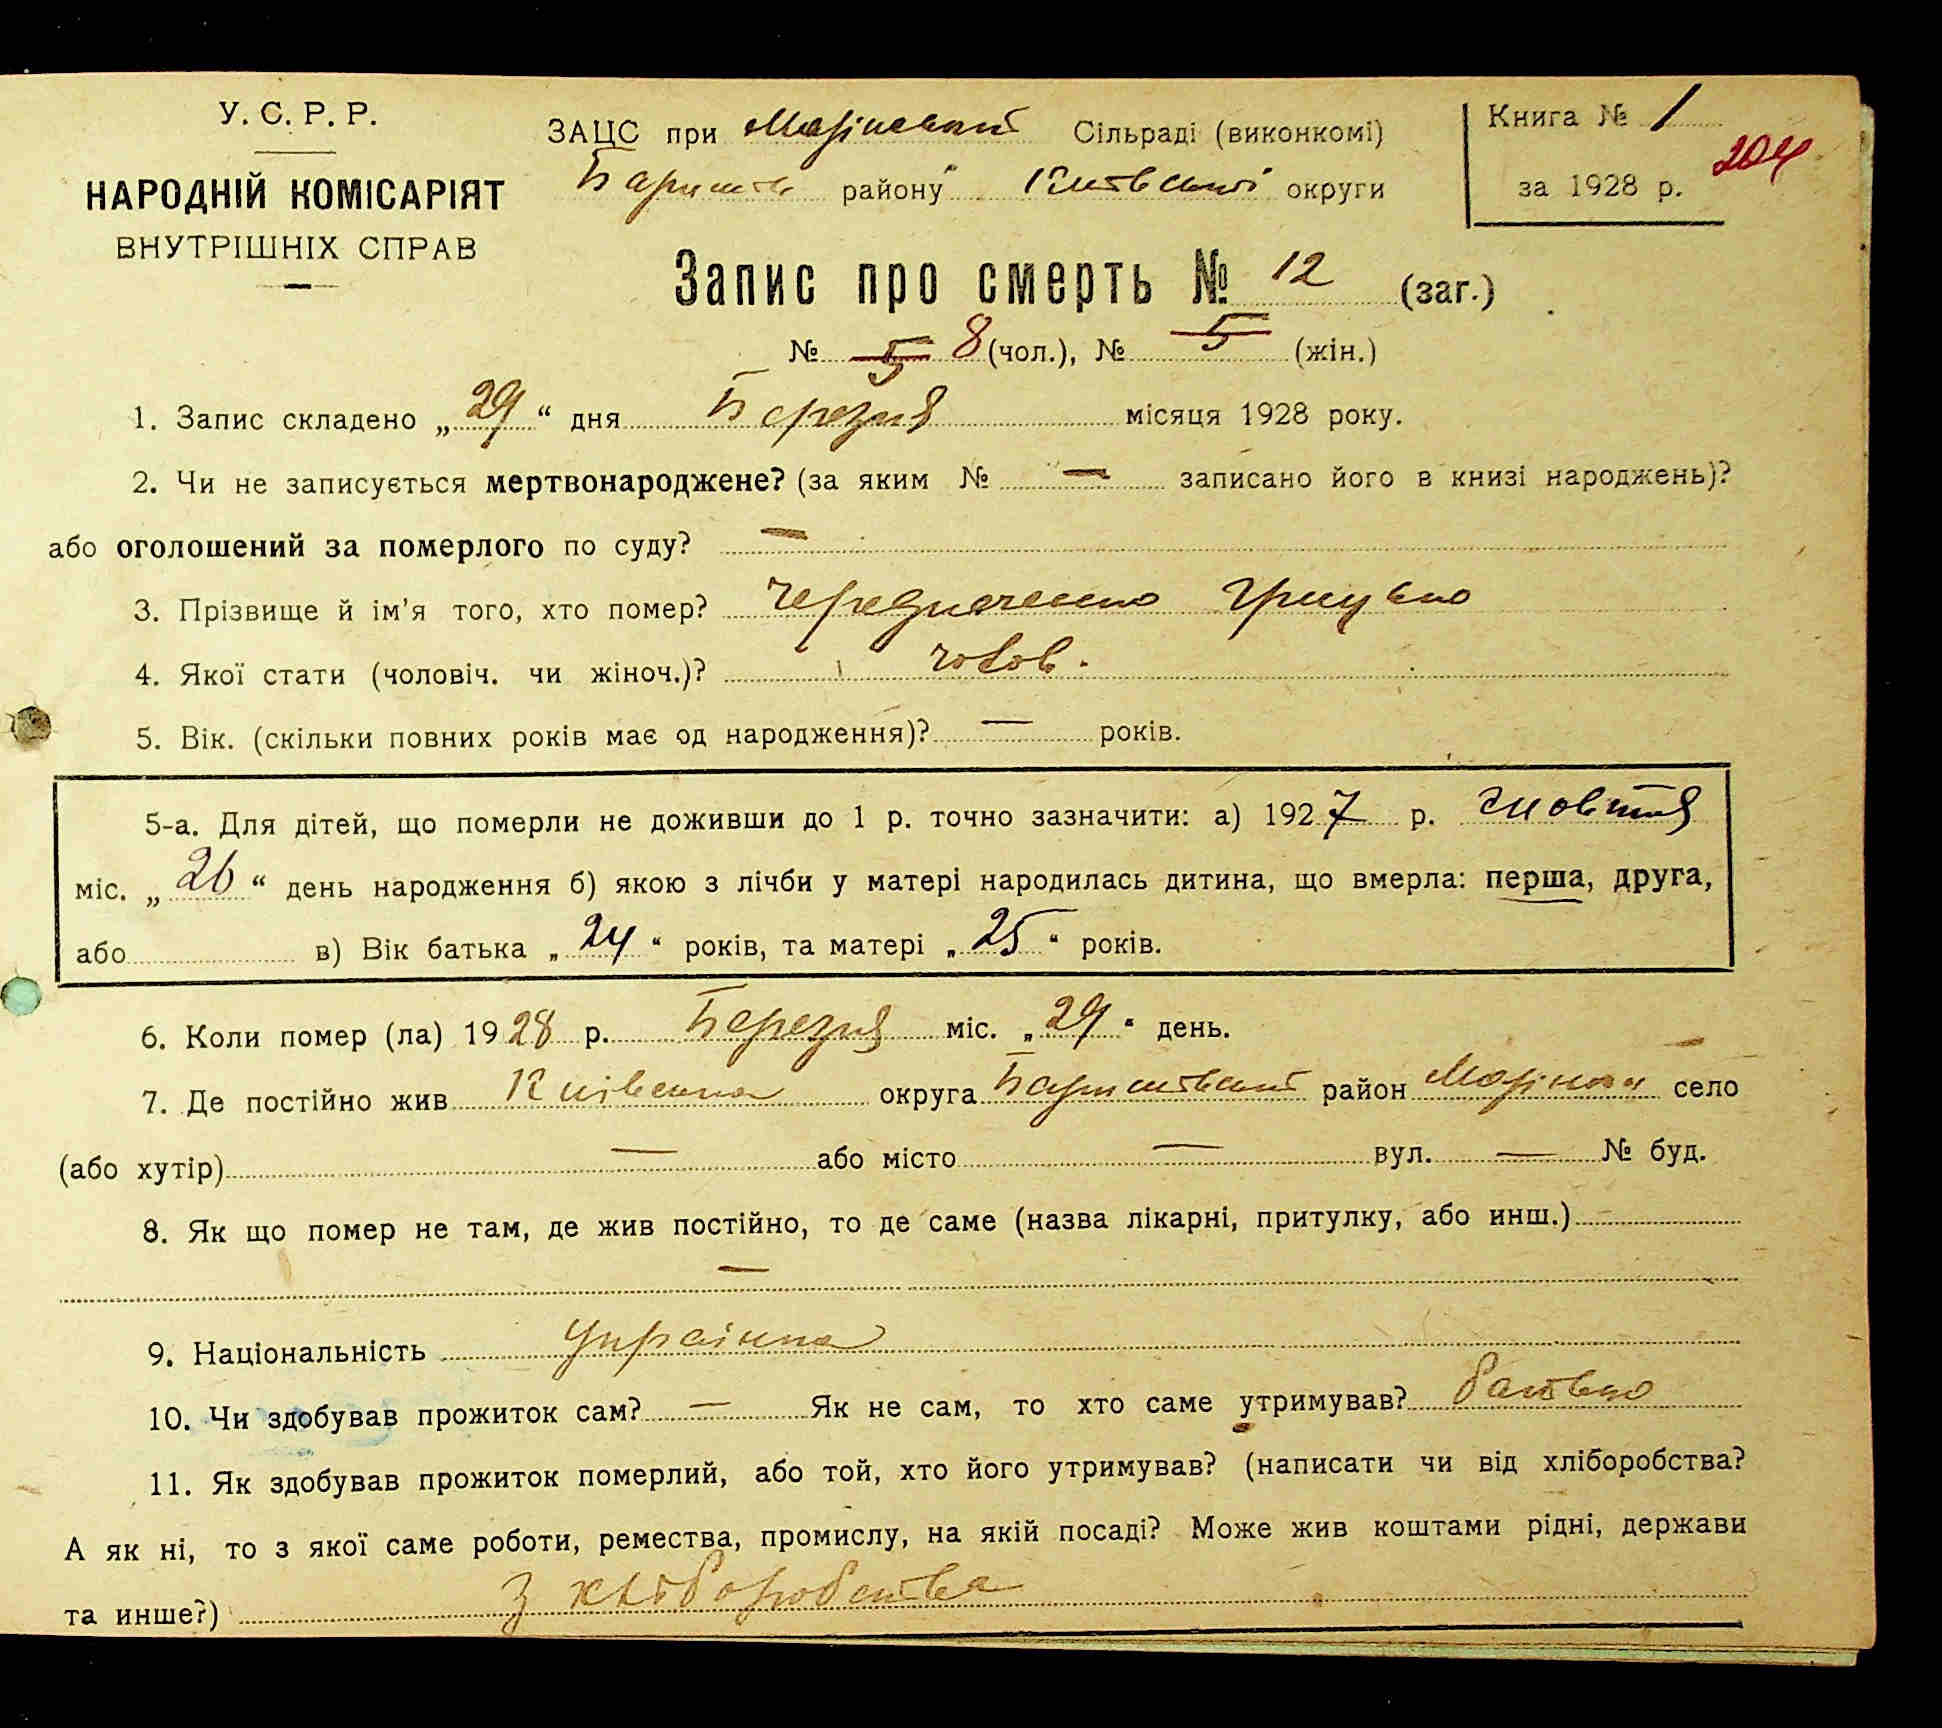 У. С. Р. Р.
НАРОДНІЙ КОМІСАРІЯТ
ВНУТРІШНІХ СПРАВ
ЗАЦС при Марінській Сільраді (виконкомі)
району Київської округи
Книга № 1
204
за 1928 р.
Запис про смерть № 12 (заг.)
№ 5 8 (чол.), № 5 (жін.)
1. Запис складено „29“ дня Березня місяця 1928 року.
2. Чи не записується мертвонароджене? (за яким № — записано його в книзі народжень)?
або оголошений за померлого по суду? —
3. Прізвище й ім’я того, хто помер? Чередниченко Грицько
4. Якої стати (чоловіч. чи жіноч.)? чолов.
5. Вік. (скільки повних років має од народження)? — років.
5-а. Для дітей, що померли не доживши до 1 р. точно зазначити: а) 1927 р. жовтня
міс. „26“ день народження б) якою з лічби у матері народилась дитина, що вмерла: перша, друга,
або в) Вік батька „24“ років, та матері „25“ років.
6. Коли помер (ла) 1928 р. Березня міс. „29“ день.
7. Де постійно жив Київська округа район село
(або хутір) — або місто — вул. — № буд.
8. Як що помер не там, де жив постійно, то де саме (назва лікарні, притулку, або инш.)
—
9. Національність Українка
10. Чи здобував прожиток сам? — Як не сам, то хто саме утримував? батько
11. Як здобував прожиток померлий, або той, хто його утримував? (написати чи від хліборобства?
А як ні, то з якої саме роботи, ремества, промислу, на якій посаді? Може жив коштами рідні, держави
та инше?) З хліборобства